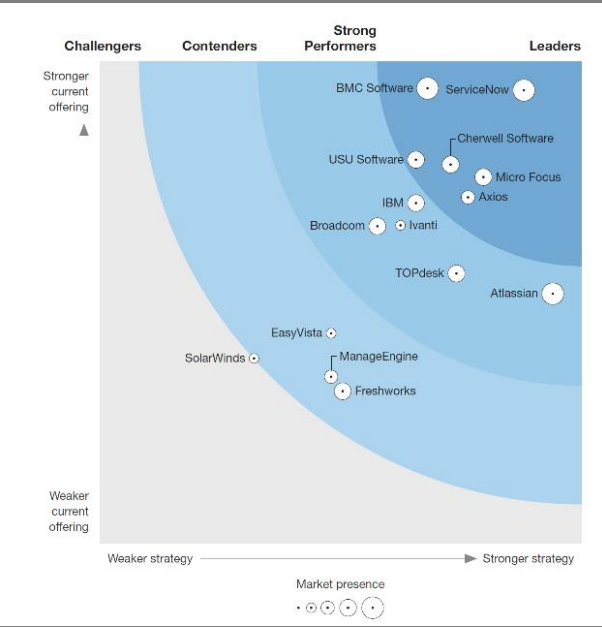 Challengers
Contenders
Strong
Performers
Leaders
Stronger
current
offering
BMC Software
ServiceNow
Cherwell Software
USU Software
Micro Focus
Axios
IBM
Broadcom
Ivanti
TOPdesk
Atlassian
EasyVista
ManageEngine
SolarWinds
Freshworks
Weaker
current
offering
Weaker strategy
Stronger strategy
Market presence